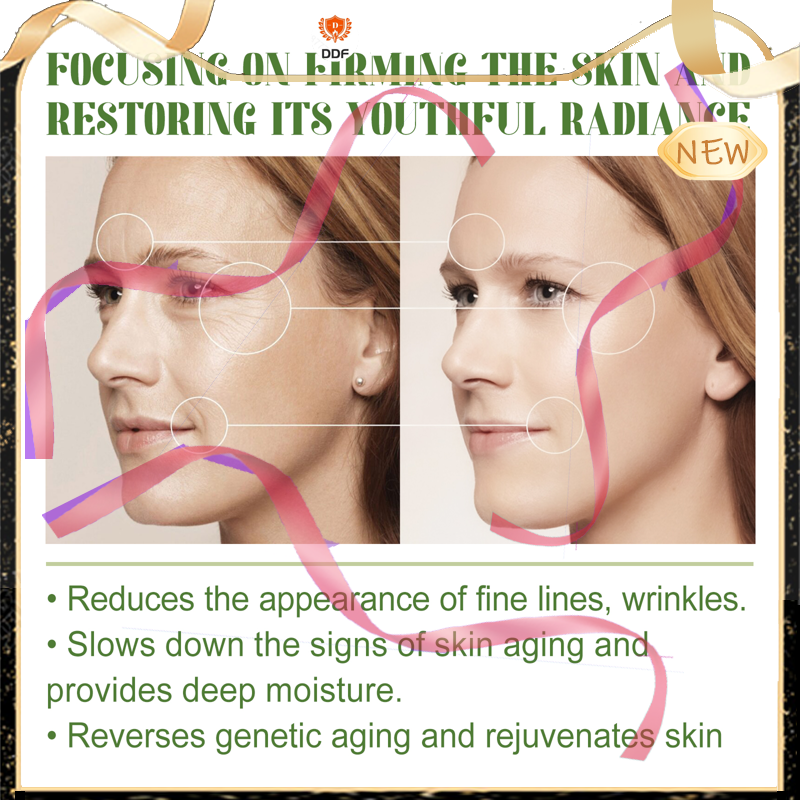 DDF
FOCUSING ON FIRMING THE SKIN AND
RESTORING ITS YOUTHFUL RADIANCE
NEW
• Reduces the appearance of fine lines, wrinkles.
• Slows down the signs of skin aging and
provides deep moisture.
• Reverses genetic aging and rejuvenates skin